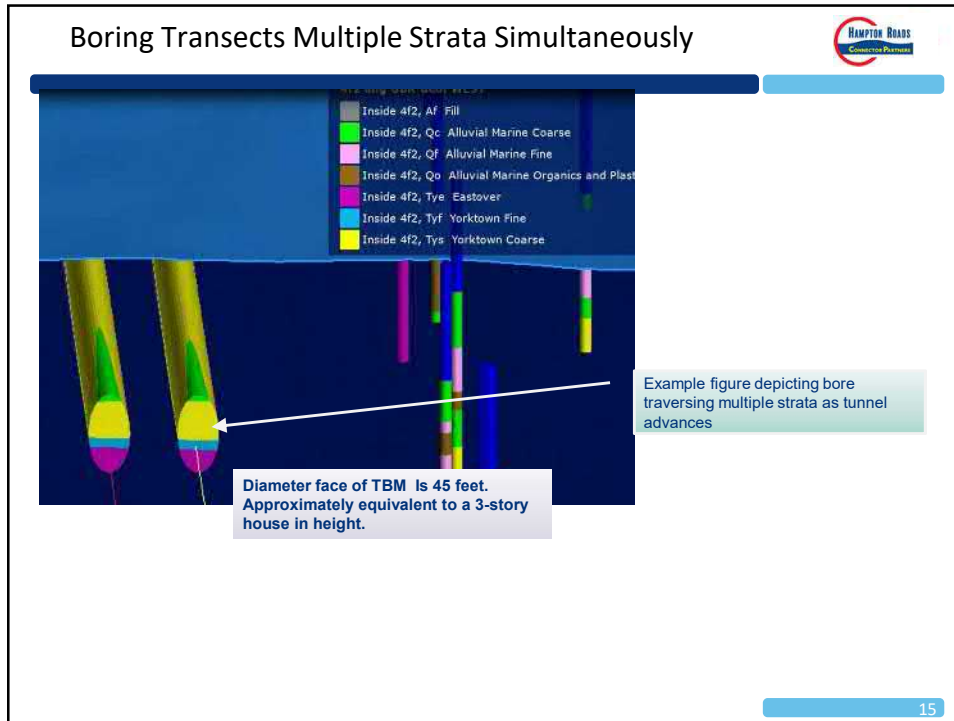 Boring Transects Multiple Strata Simultaneously
HAMPTON ROADS
CONNECTOR PARTNERS
Inside 4f2, Af Fill
Inside 4f2, Qc Alluvial Marine Coarse
Inside 4f2, Qf Alluvial Marine Fine
Inside 4f2, Qo Alluvial Marine Organics and Plast
Inside 4f2, Tye Eastover
Inside 4f2, Tyf Yorktown Fine
Inside 4f2, Tys Yorktown Coarse
Example figure depicting bore
traversing multiple strata as tunnel
advances
Diameter face of TBM Is 45 feet.
Approximately equivalent to a 3-story
house in height.
15